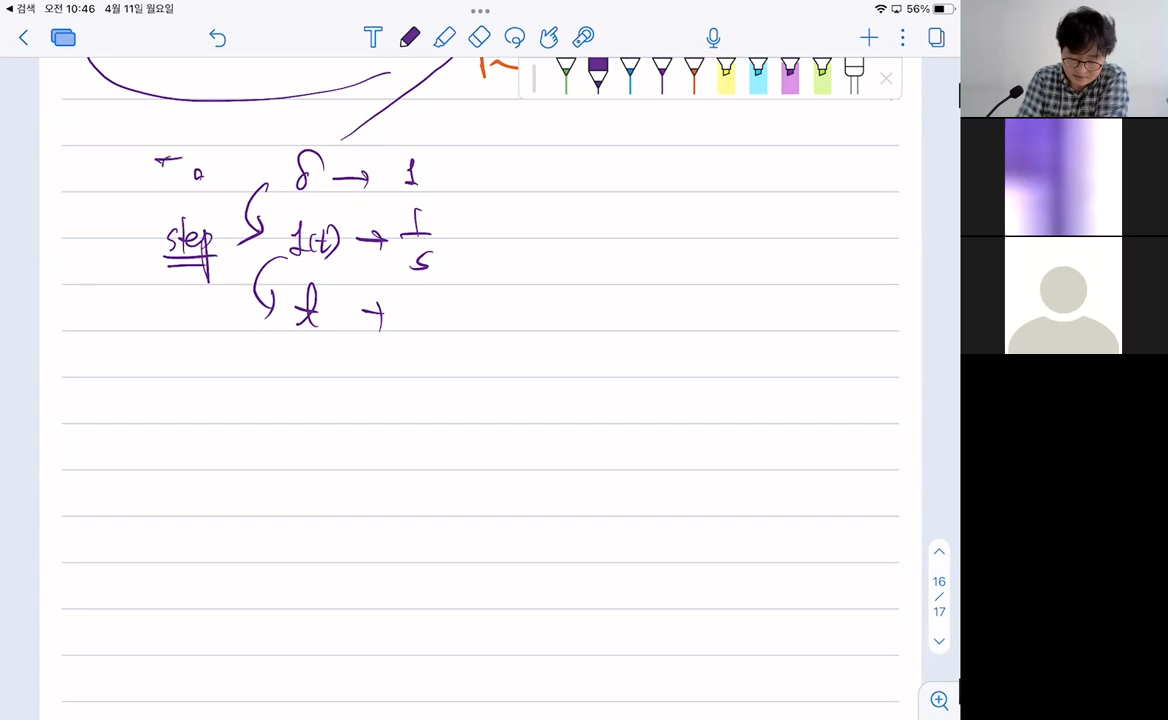 검색 오전 10:46 4월 11일 월요일
56%
δ → 1
step 1(t) → 1/s
t
16
/
17